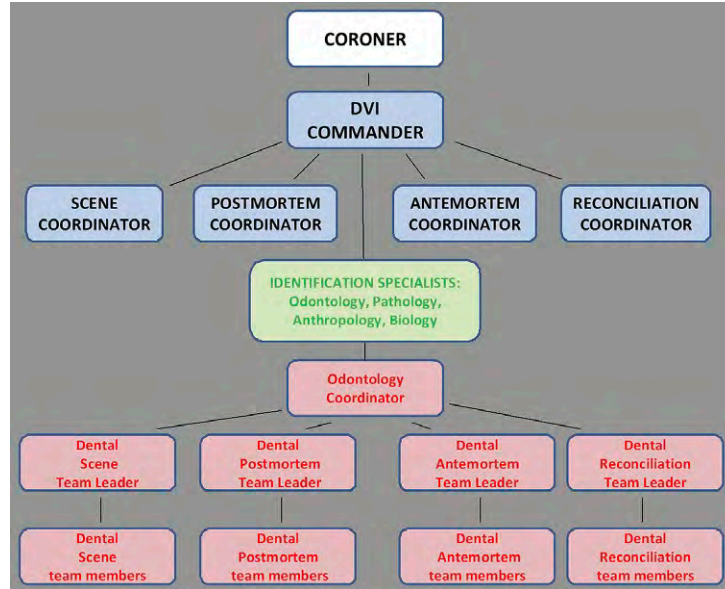 CORONER
DVI
COMMANDER
SCENE
COORDINATOR
POSTMORTEM
COORDINATOR
ANTEMORTEM
COORDINATOR
RECONCILIATION
COORDINATOR
IDENTIFICATION SPECIALISTS:
Odontology, Pathology,
Anthropology, Biology
Odontology
Coordinator
Dental
Scene
Team Leader
Dental
Postmortem
Team Leader
Dental
Antemortem
Team Leader
Dental
Reconciliation
Team Leader
Dental
Scene
team members
Dental
Postmortem
team members
Dental
Antemortem
team members
Dental
Reconciliation
team members